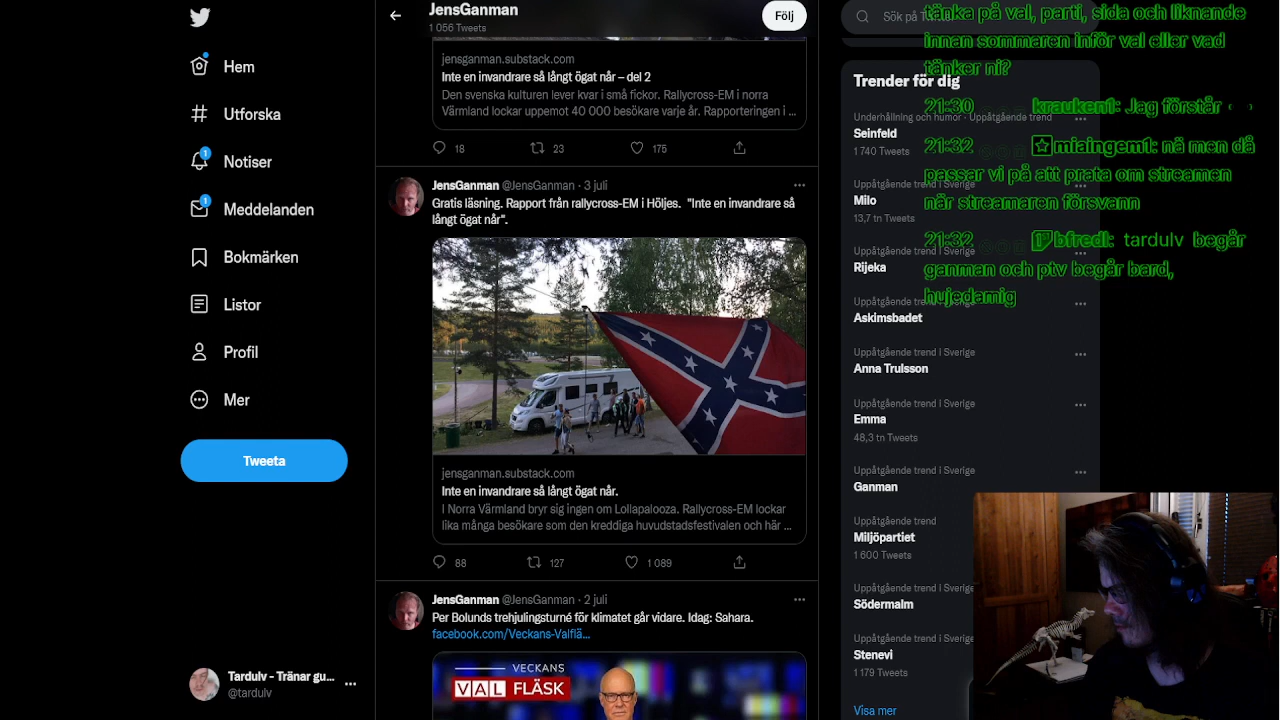 Hem
Utforska
1
Notiser
1
Meddelanden
Bokmärken
Listor
Profil
Mer
Tweeta
Tardulv - Tränar gu...
@tardulv
JensGanman
1 056 Tweets
Följ
jensganman.substack.com
Inte en invandrare så långt ögat når – del 2
Den svenska kulturen lever kvar i små fickor. Rallycross-EM i norra
Värmland lockar uppemot 40 000 besökare varje år. Rapporteringen i ...
18 23 175
JensGanman @JensGanman · 3 juli
Gratis läsning. Rapport från rallycross-EM i Höljes. "Inte en invandrare så
långt ögat når".
jensganman.substack.com
Inte en invandrare så långt ögat når.
I Norra Värmland bryr sig ingen om Lollapalooza. Rallycross-EM lockar
lika många besökare som den kreddiga huvudstadsfestivalen och här ...
88 127 1 089
JensGanman @JensGanman · 2 juli
Per Bolunds trehjulingsturné för klimatet går vidare. Idag: Sahara.
facebook.com/Veckans-Valflä...
VECKANS
VAL FLÄSK
Sök på
Trender för dig
Underhållning och humor · Uppåtgående trend
Seinfeld
1 740 Tweets
Uppåtgående
Milo
13,7 tn Tweets
Uppåtgående
Rijeka
Uppåtgående
Askimsbadet
Uppåtgående trend i Sverige
Anna Trulsson
Uppåtgående trend i Sverige
Emma
48,3 tn Tweets
Uppåtgående trend i Sverige
Ganman
Uppåtgående trend
Miljöpartiet
1 600 Tweets
Uppåtgående trend i Sverige
Södermalm
Uppåtgående trend i Sverige
Stenevi
1 179 Tweets
Visa mer
tänka på val, parti, sida och liknande
innan sommaren inför val eller vad
tänker ni?
21:30 krauken1: Jag förstår
21:32 miaingem1: nä men då
passar vi på att prata om streamen
när streamaren försvann
21:32 bfredl: tardulv begår
ganman och ptv begår bard,
hujedamig